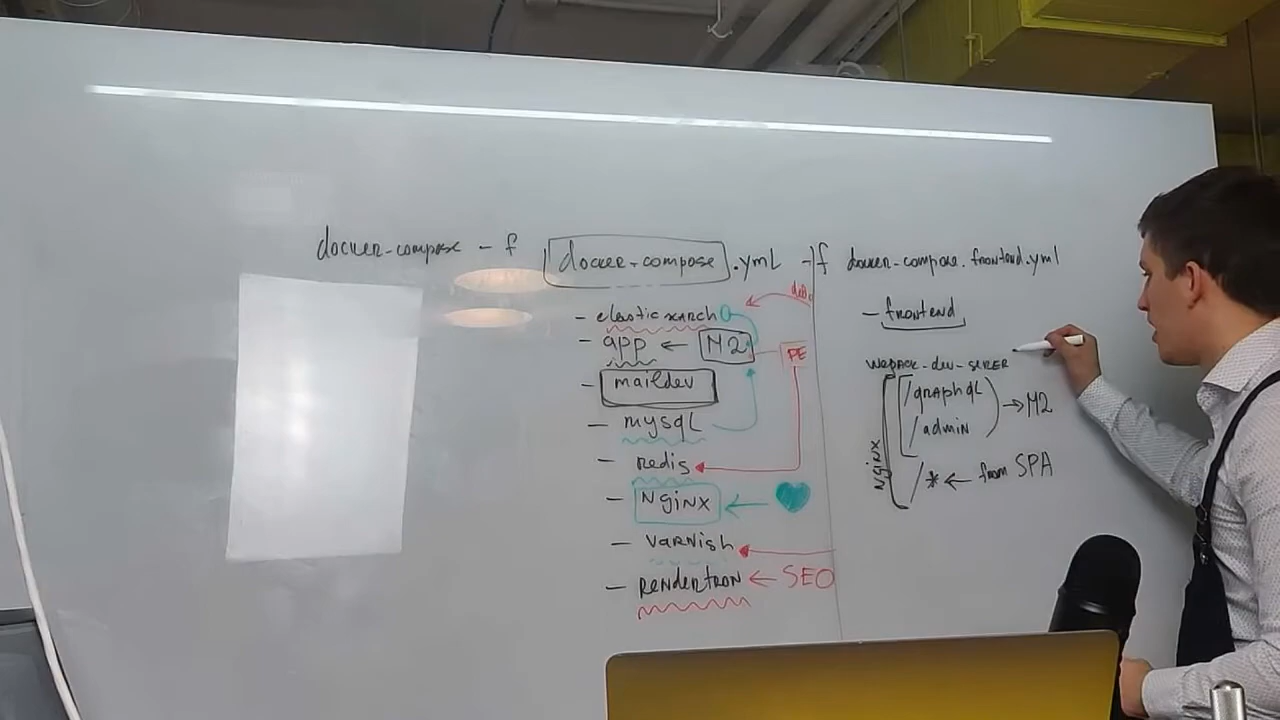 docker-compose - f docker-compose.yml -f docker-compose.frontend.yml
- elasticsearch
- app ← M2
PE
- maildev
- mysql
- redis
- Nginx ←
- varnish
- Rendertron ← SEO
- frontend
webpack-dev-server
/graphql
/admin
→ M2
/* ← from SPA
Nginx